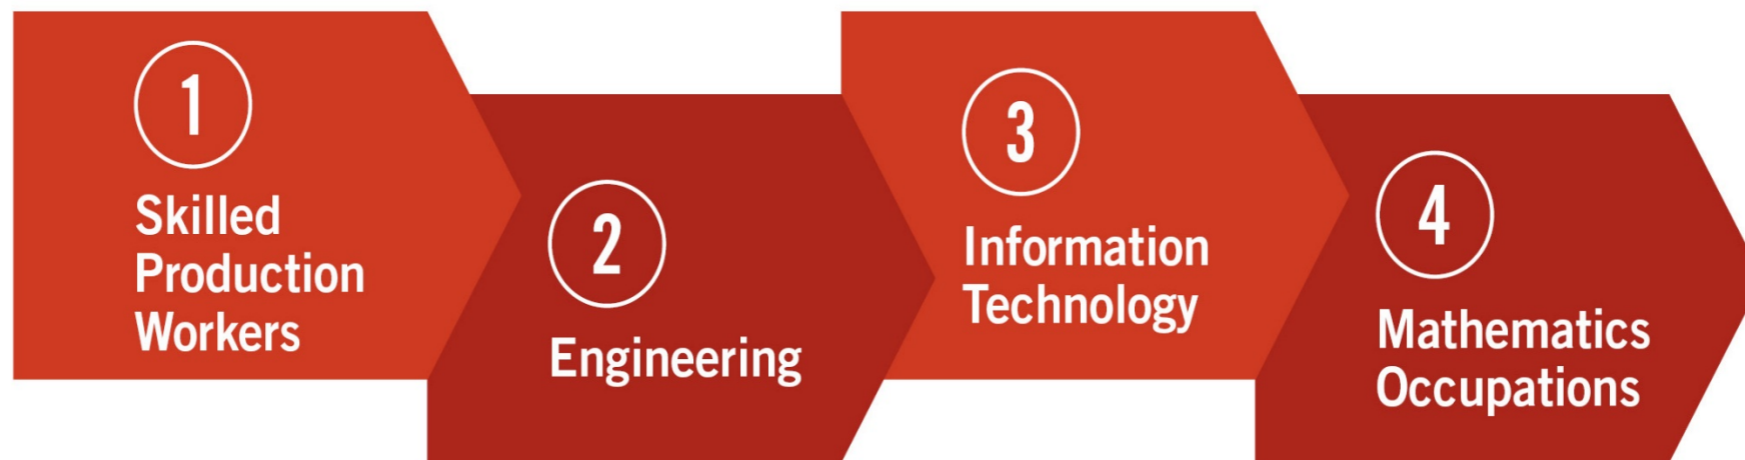 1
Skilled
Production
Workers
2
Engineering
3
Information
Technology
4
Mathematics
Occupations